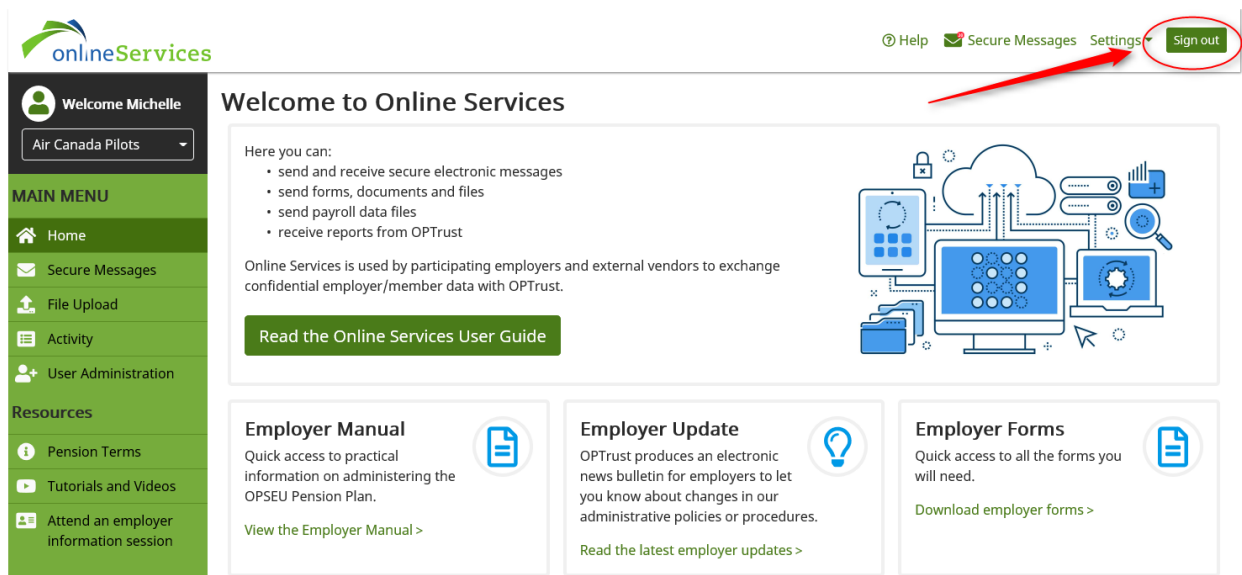 onlineServices
Help Secure Messages Settings Sign out
Welcome Michelle
Air Canada Pilots
MAIN MENU
Home
Secure Messages
File Upload
Activity
User Administration
Resources
Pension Terms
Tutorials and Videos
Attend an employer
information session
Welcome to Online Services
Here you can:
• send and receive secure electronic messages
• send forms, documents and files
• send payroll data files
• receive reports from OPTrust
Online Services is used by participating employers and external vendors to exchange
confidential employer/member data with OPTrust.
Read the Online Services User Guide
Employer Manual
Quick access to practical
information on administering the
OPSEU Pension Plan.
View the Employer Manual >
Employer Update
OPTrust produces an electronic
news bulletin for employers to let
you know about changes in our
administrative policies or procedures.
Read the latest employer updates >
Employer Forms
Quick access to all the forms you
will need.
Download employer forms >